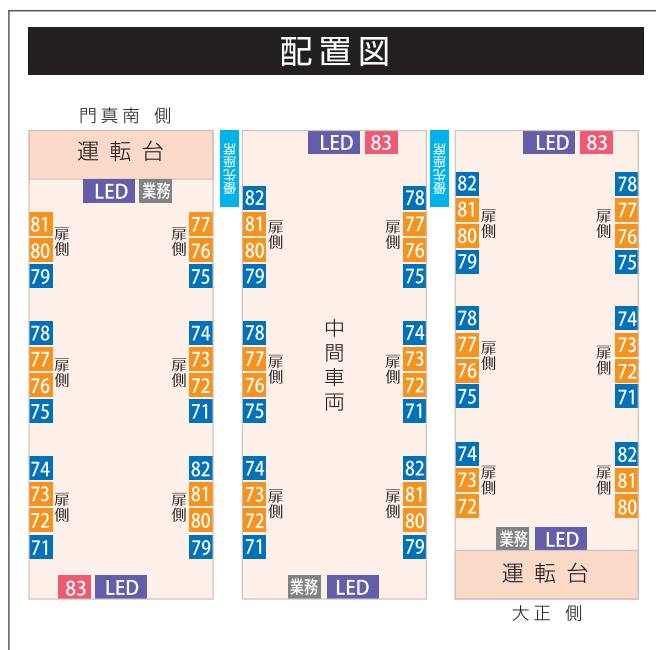 配置図
門真南 側
運転台
LED 業務
81 扉側 77
80 扉側 76
79 75
78 74
77 扉側 73
76 扉側 72
75 71
74 82
73 扉側 81
72 扉側 80
71 79
83 LED
優先座席
LED 83
82 78
81 扉側 77
80 扉側 76
79 75
中間車両
78 74
77 扉側 73
76 扉側 72
75 71
74 82
73 扉側 81
72 扉側 80
71 79
業務 LED
優先座席
LED 83
82 78
81 扉側 77
80 扉側 76
79 75
78 74
77 扉側 73
76 扉側 72
75 71
74 82
73 扉側 81
72 扉側 80
業務 LED
運転台
大正 側